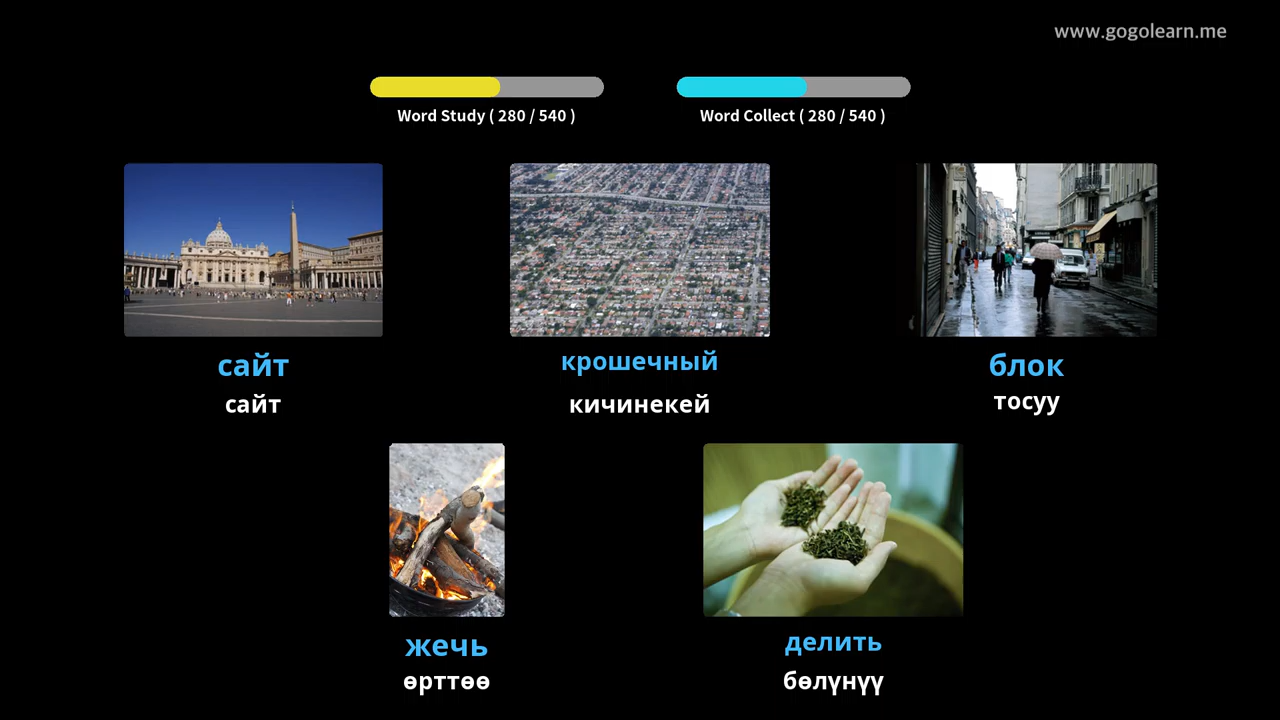 www.gogolearn.me
Word Study ( 280 / 540 )
Word Collect ( 280 / 540 )
сайт
сайт
крошечный
кичинекей
блок
тосуу
жечь
өрттөө
делить
бөлүнүү